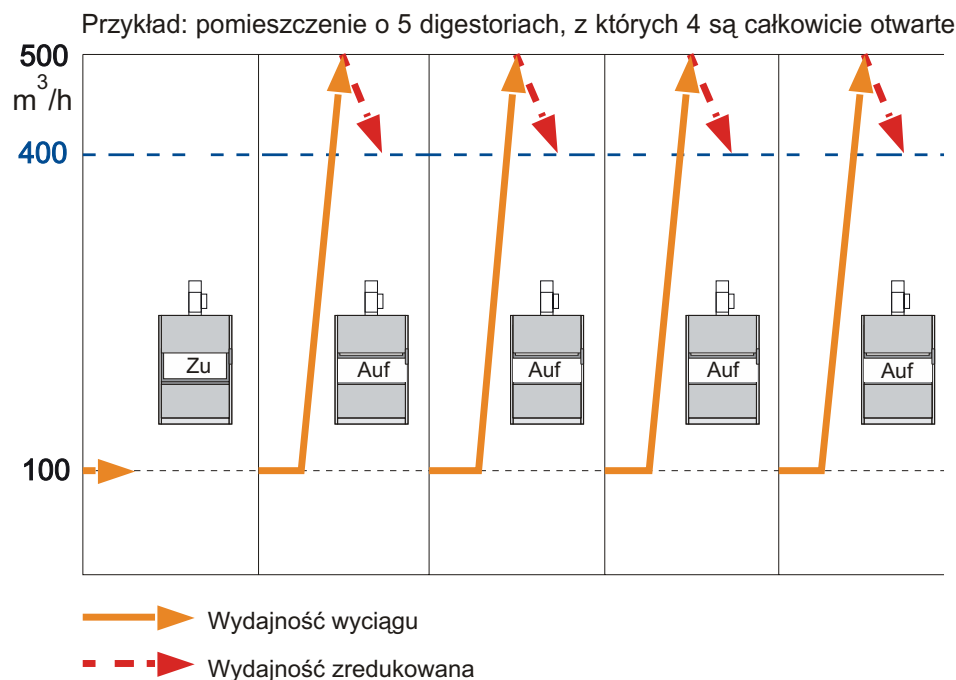 Przykład: pomieszczenie o 5 digestoriach, z których 4 są całkowicie otwarte
500
m³/h
400
Zu
Auf
Auf
Auf
Auf
100
Wydajność wyciągu
Wydajność zredukowana